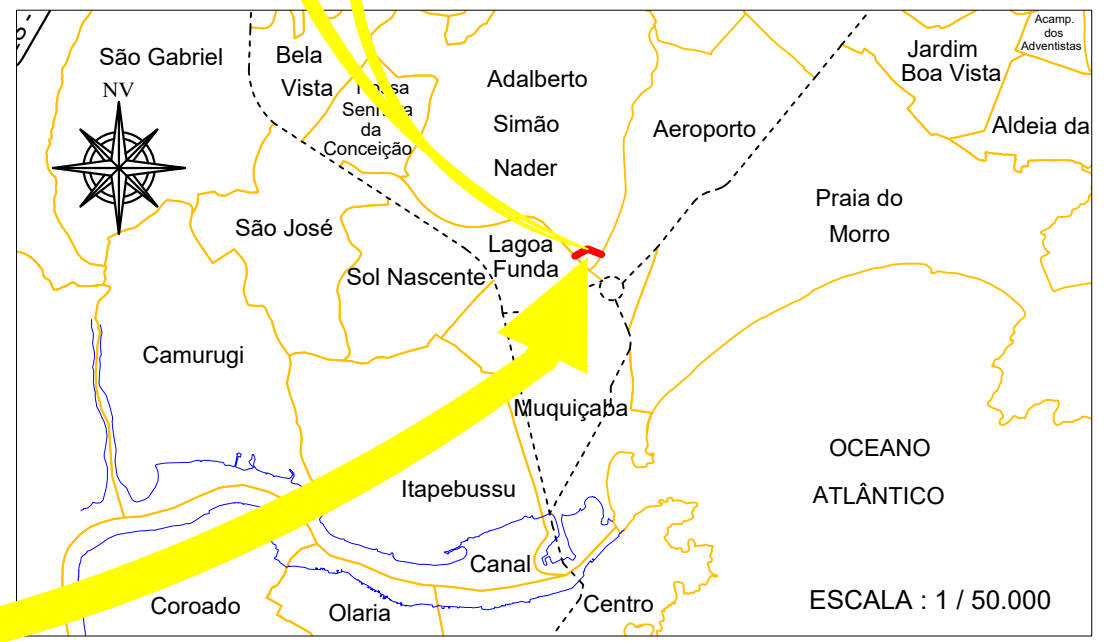 São Gabriel
NV
Bela
Vista
Nossa
Senhora
da
Conceição
Adalberto
Simão
Nader
Aeroporto
Jardim
Boa Vista
Acamp.
dos
Adventistas
Aldeia da
Praia do
Morro
São José
Lagoa
Funda
Sol Nascente
Camurugi
Muquiçaba
OCEANO
ATLÂNTICO
Itapebussu
Canal
Coroado
Olaria
Centro
ESCALA : 1 / 50.000